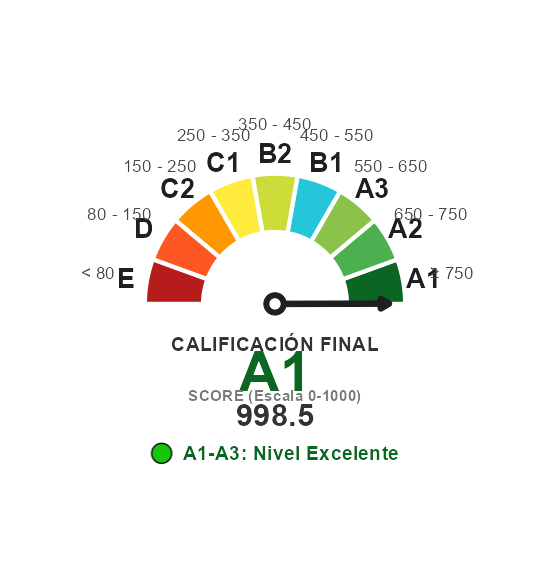 350 - 450
250 - 350
450 - 550
B2
C1
B1
150 - 250
550 - 650
C2
A3
80 - 150
650 - 750
D
A2
< 80
E
A1
≥ 750
CALIFICACIÓN FINAL
A1
SCORE (Escala 0-1000)
998.5
A1-A3: Nivel Excelente